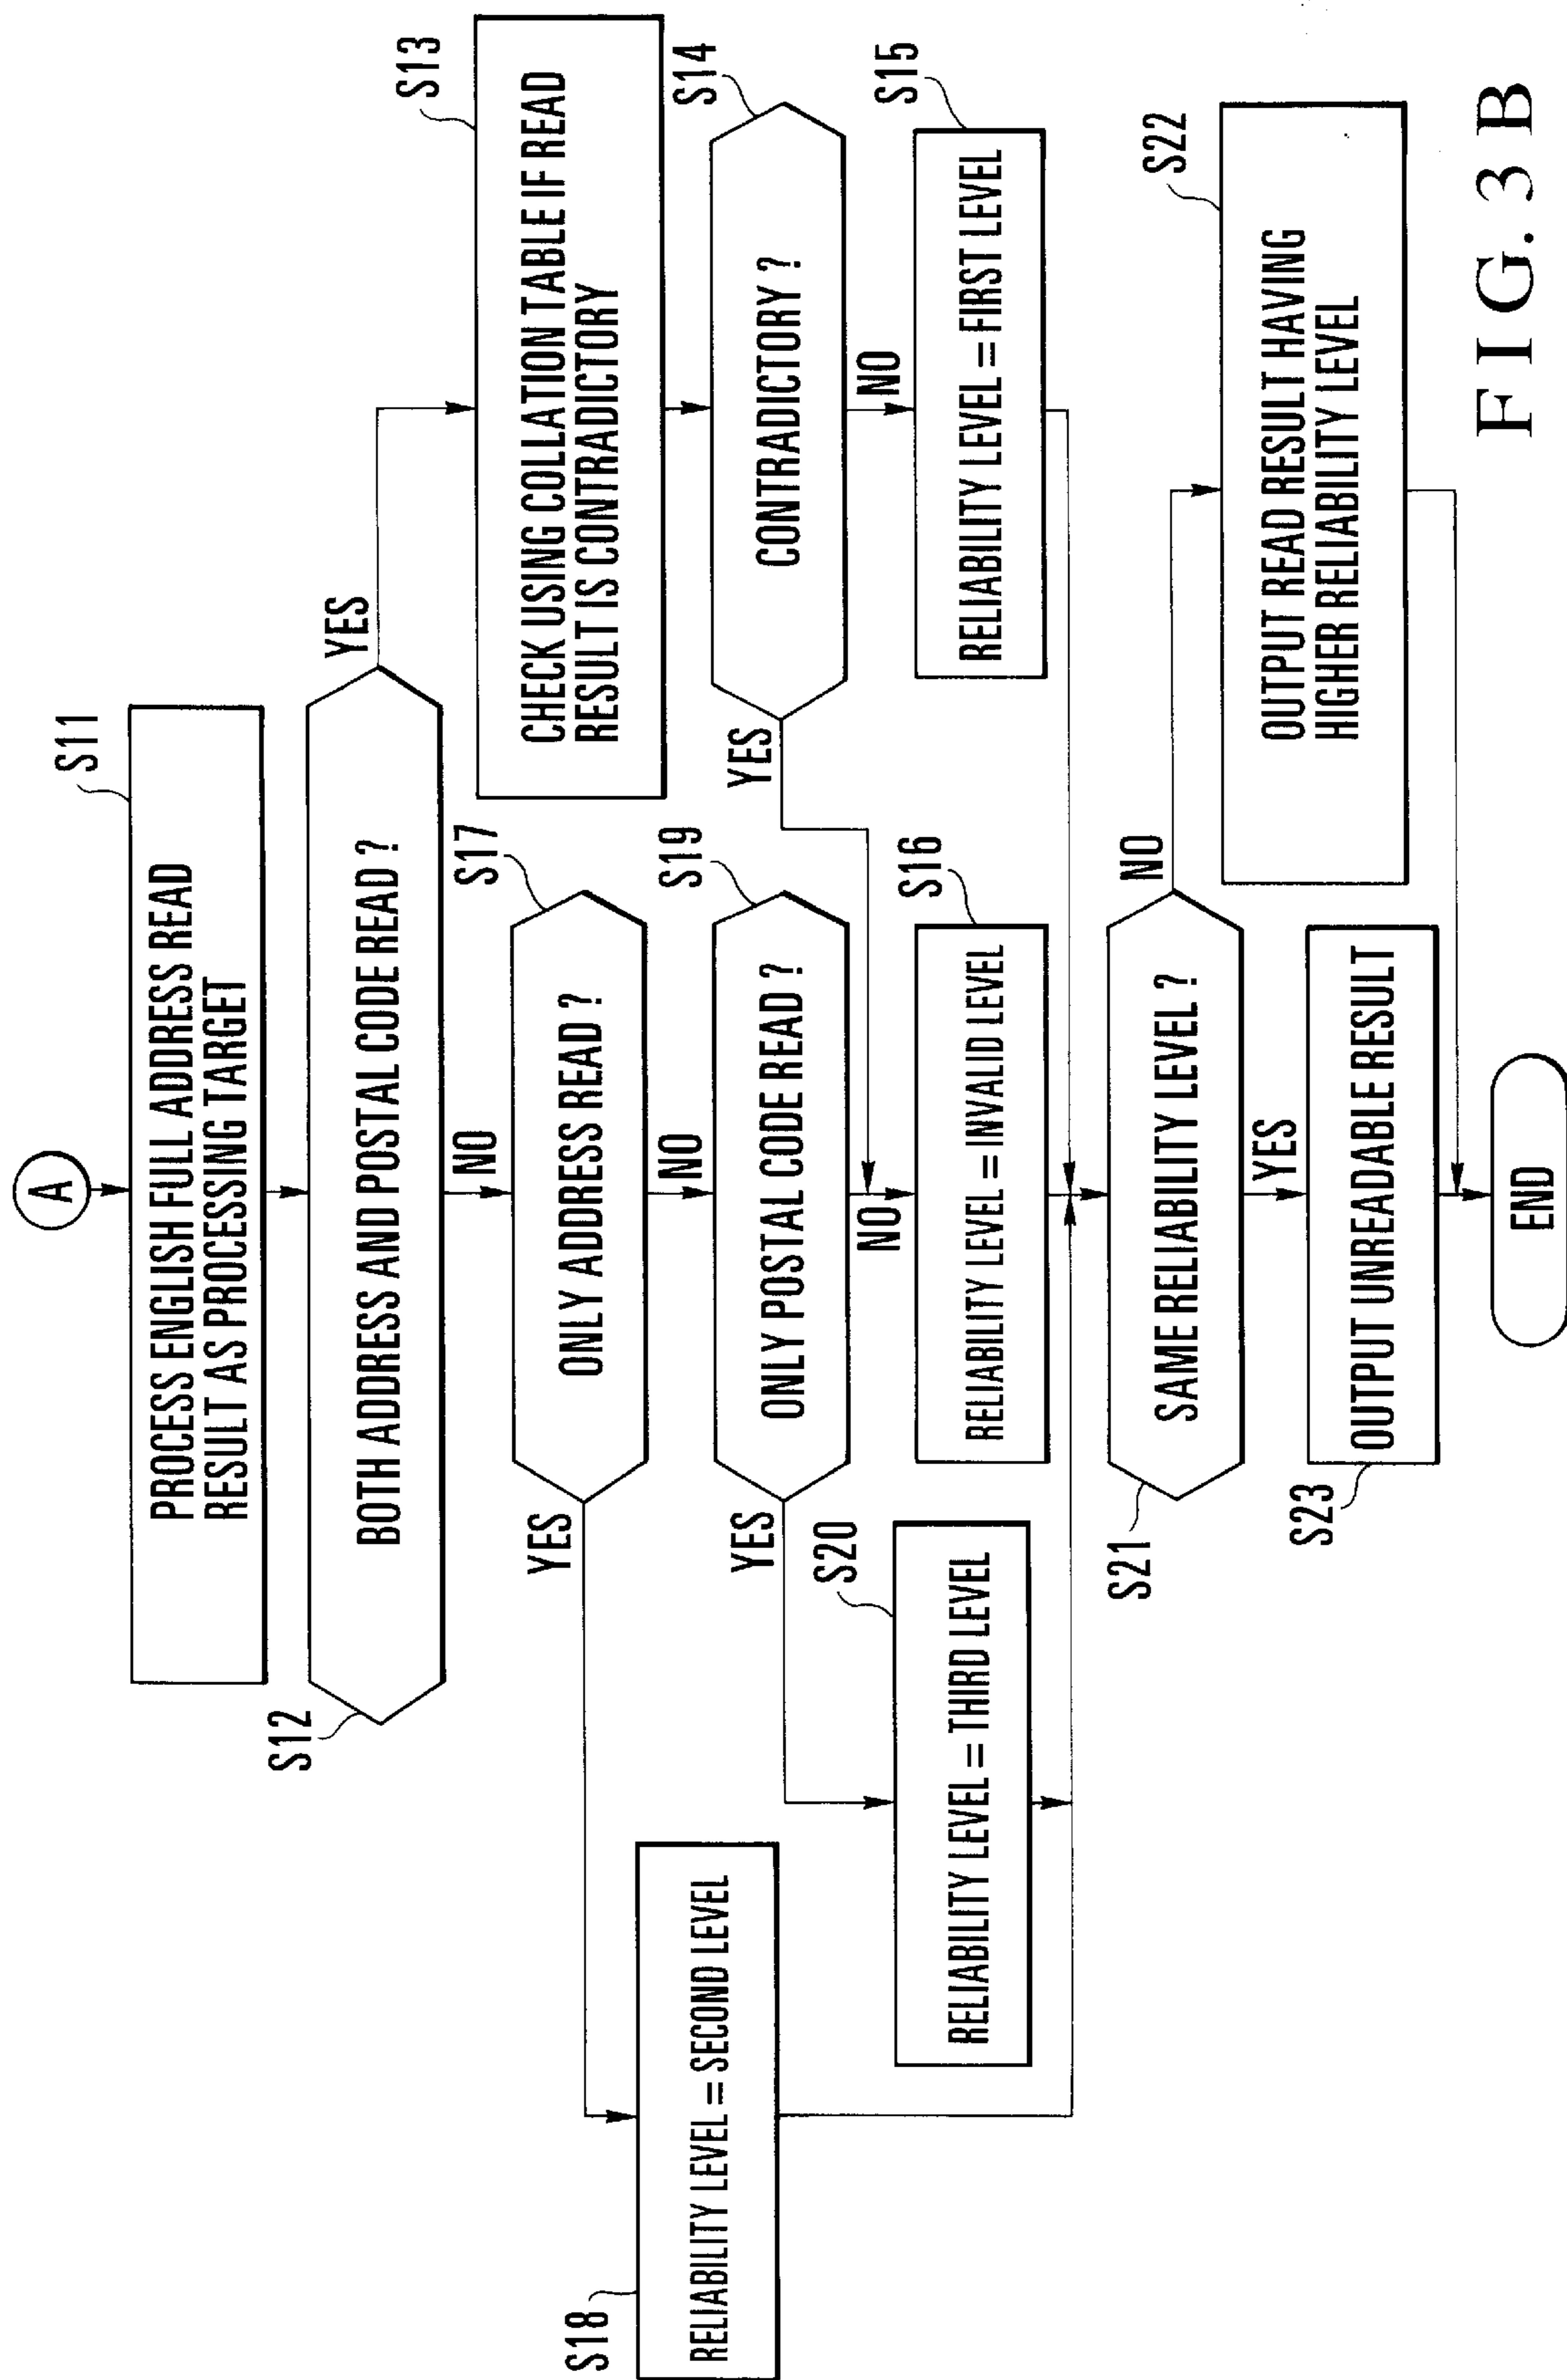 A
S11
PROCESS ENGLISH FULL ADDRESS READ
RESULT AS PROCESSING TARGET
S12
BOTH ADDRESS AND POSTAL CODE READ ?
YES
NO
S13
CHECK USING COLLATION TABLE IF READ
RESULT IS CONTRADICTORY
S17
ONLY ADDRESS READ ?
YES
NO
S14
CONTRADICTORY ?
YES
NO
S18
RELIABILITY LEVEL = SECOND LEVEL
S19
ONLY POSTAL CODE READ ?
YES
NO
S15
RELIABILITY LEVEL = FIRST LEVEL
S20
RELIABILITY LEVEL = THIRD LEVEL
S16
RELIABILITY LEVEL = INVALID LEVEL
S21
SAME RELIABILITY LEVEL ?
NO
YES
S22
OUTPUT READ RESULT HAVING
HIGHER RELIABILITY LEVEL
S23
OUTPUT UNREADABLE RESULT
END
FIG. 3 B